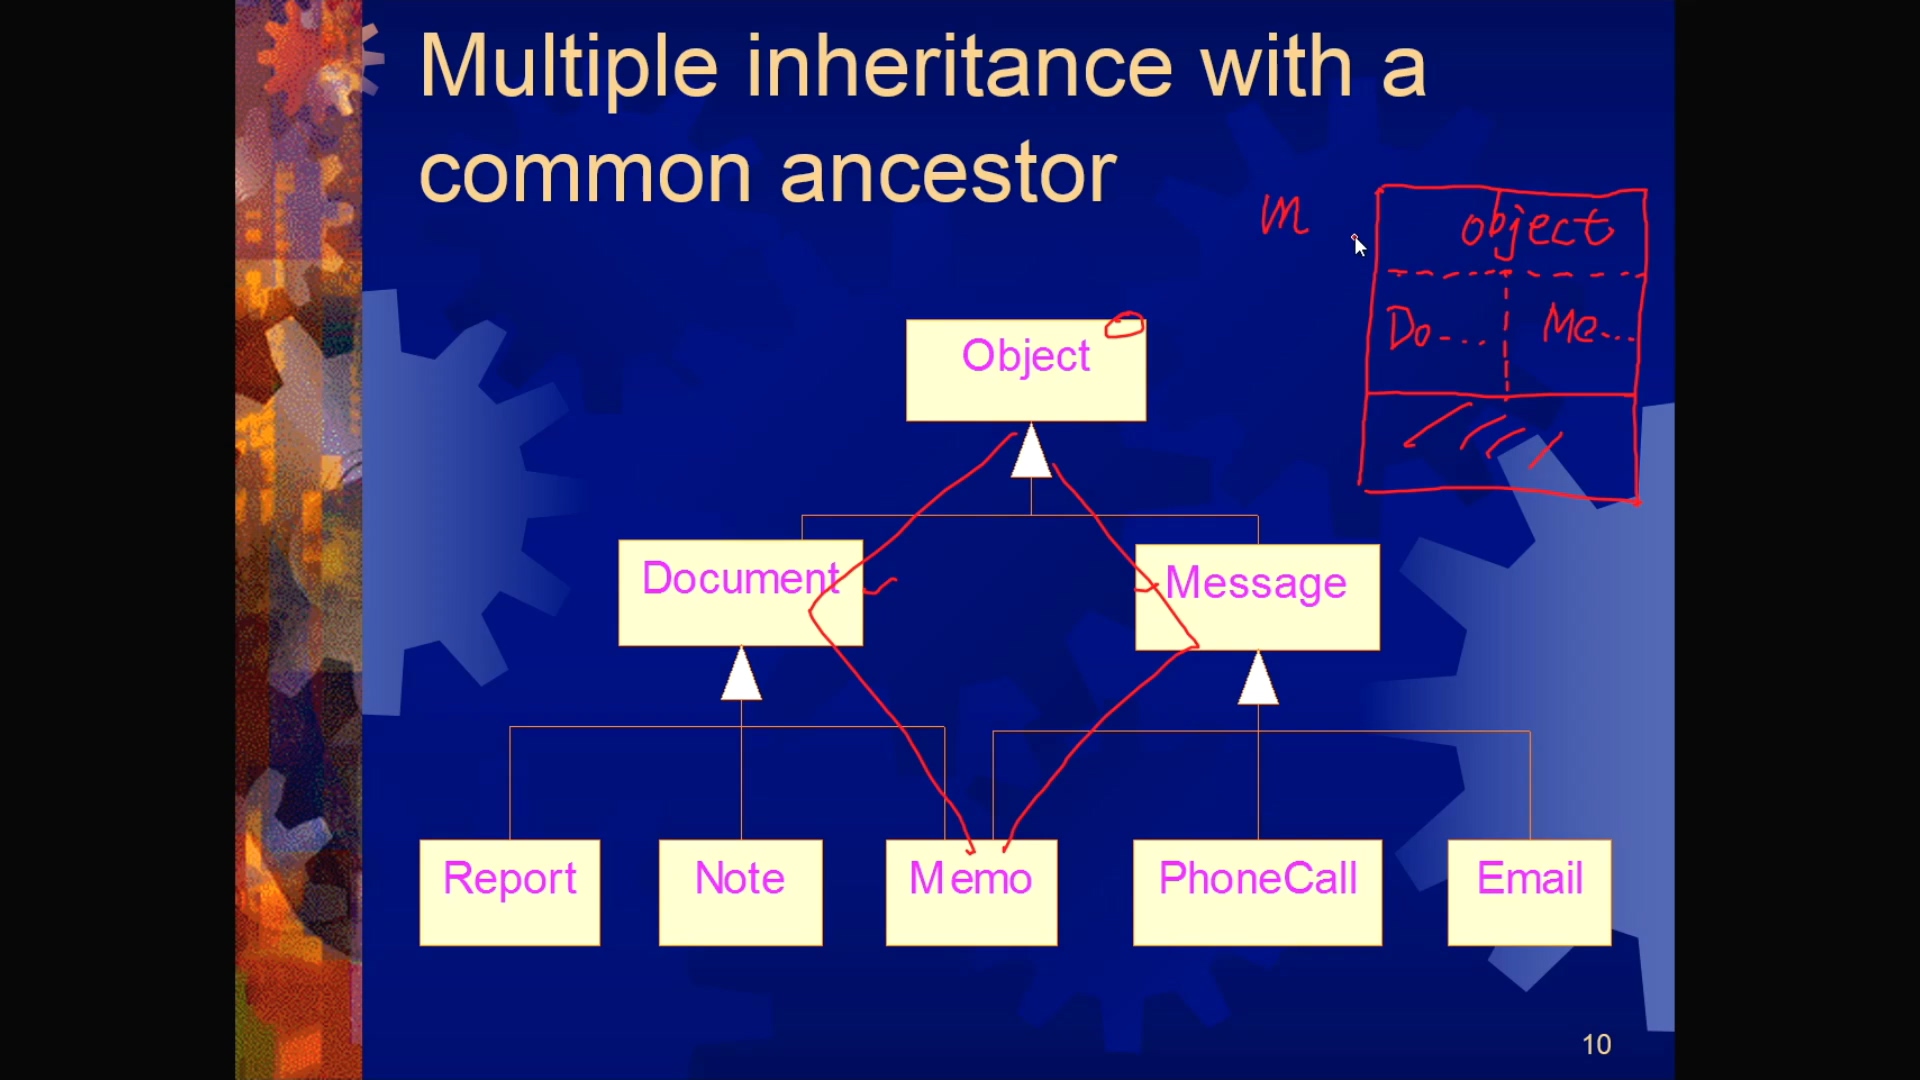 Multiple inheritance with a
common ancestor
m
object
Do...
Me...
Object
Document
Message
Report
Note
Memo
PhoneCall
Email
10